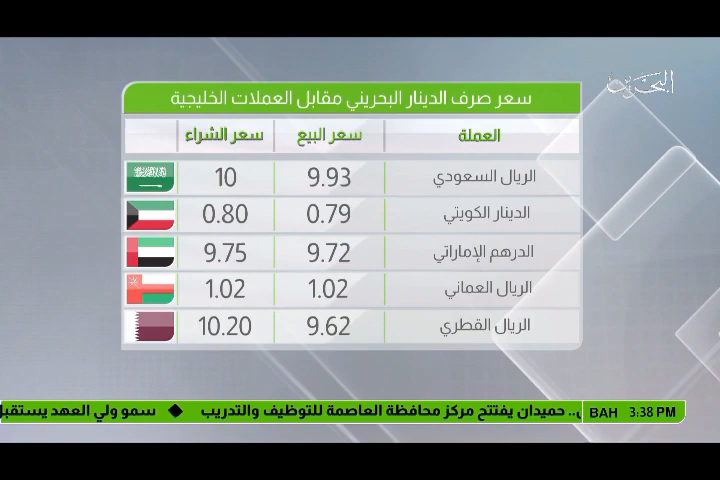 البحرين
سعر صرف الدينار البحريني مقابل العملات الخليجية
العملة سعر البيع سعر الشراء
الريال السعودي 9.93 10
الدينار الكويتي 0.79 0.80
الدرهم الإماراتي 9.72 9.75
الريال العماني 1.02 1.02
الريال القطري 9.62 10.20
BAH 3:38 PM
.. حميدان يفتتح مركز محافظة العاصمة للتوظيف والتدريب ◆ سمو ولي العهد يستقبل